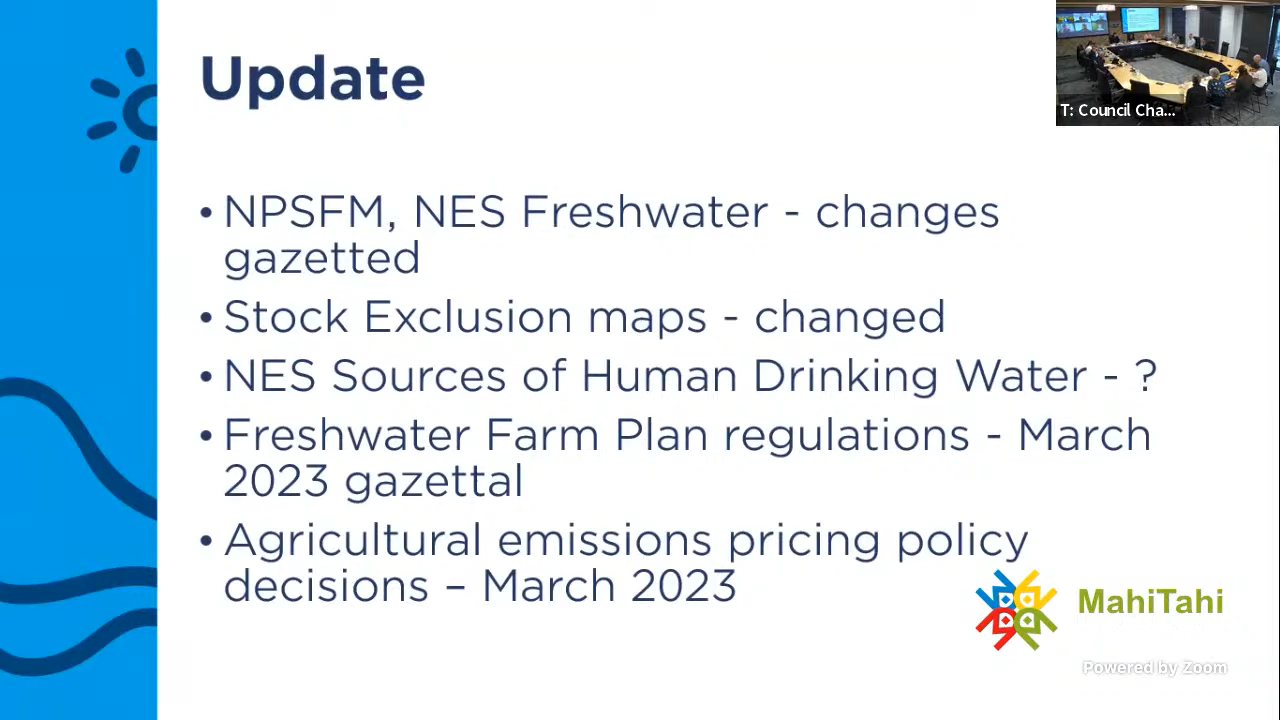 Update
T: Council Cha...
• NPSFM, NES Freshwater - changes
gazetted
• Stock Exclusion maps - changed
• NES Sources of Human Drinking Water - ?
• Freshwater Farm Plan regulations - March
2023 gazettal
• Agricultural emissions pricing policy
decisions – March 2023
MahiTahi
Powered by Zoom